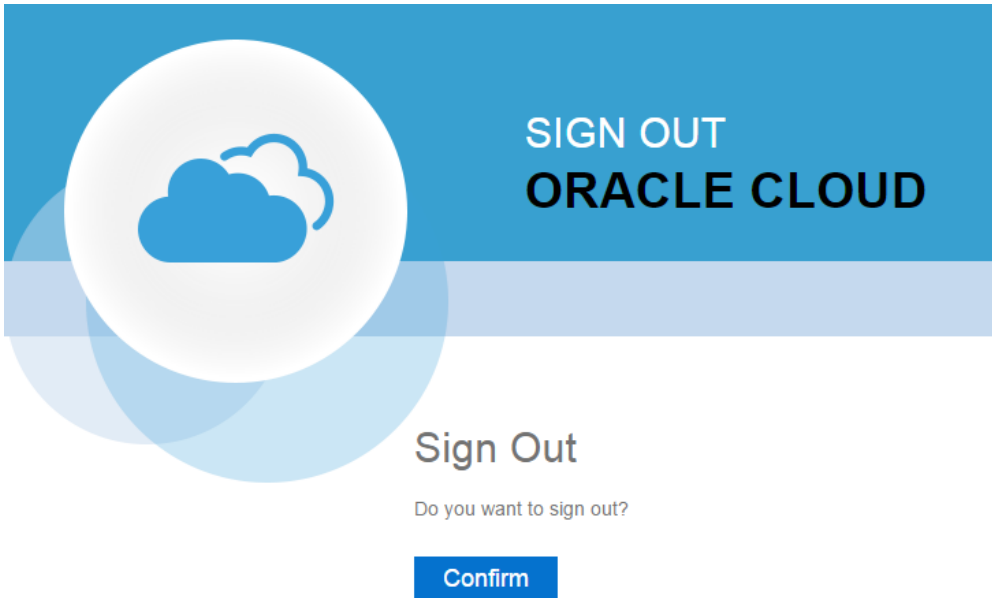 SIGN OUT
ORACLE CLOUD
Sign Out
Do you want to sign out?
Confirm